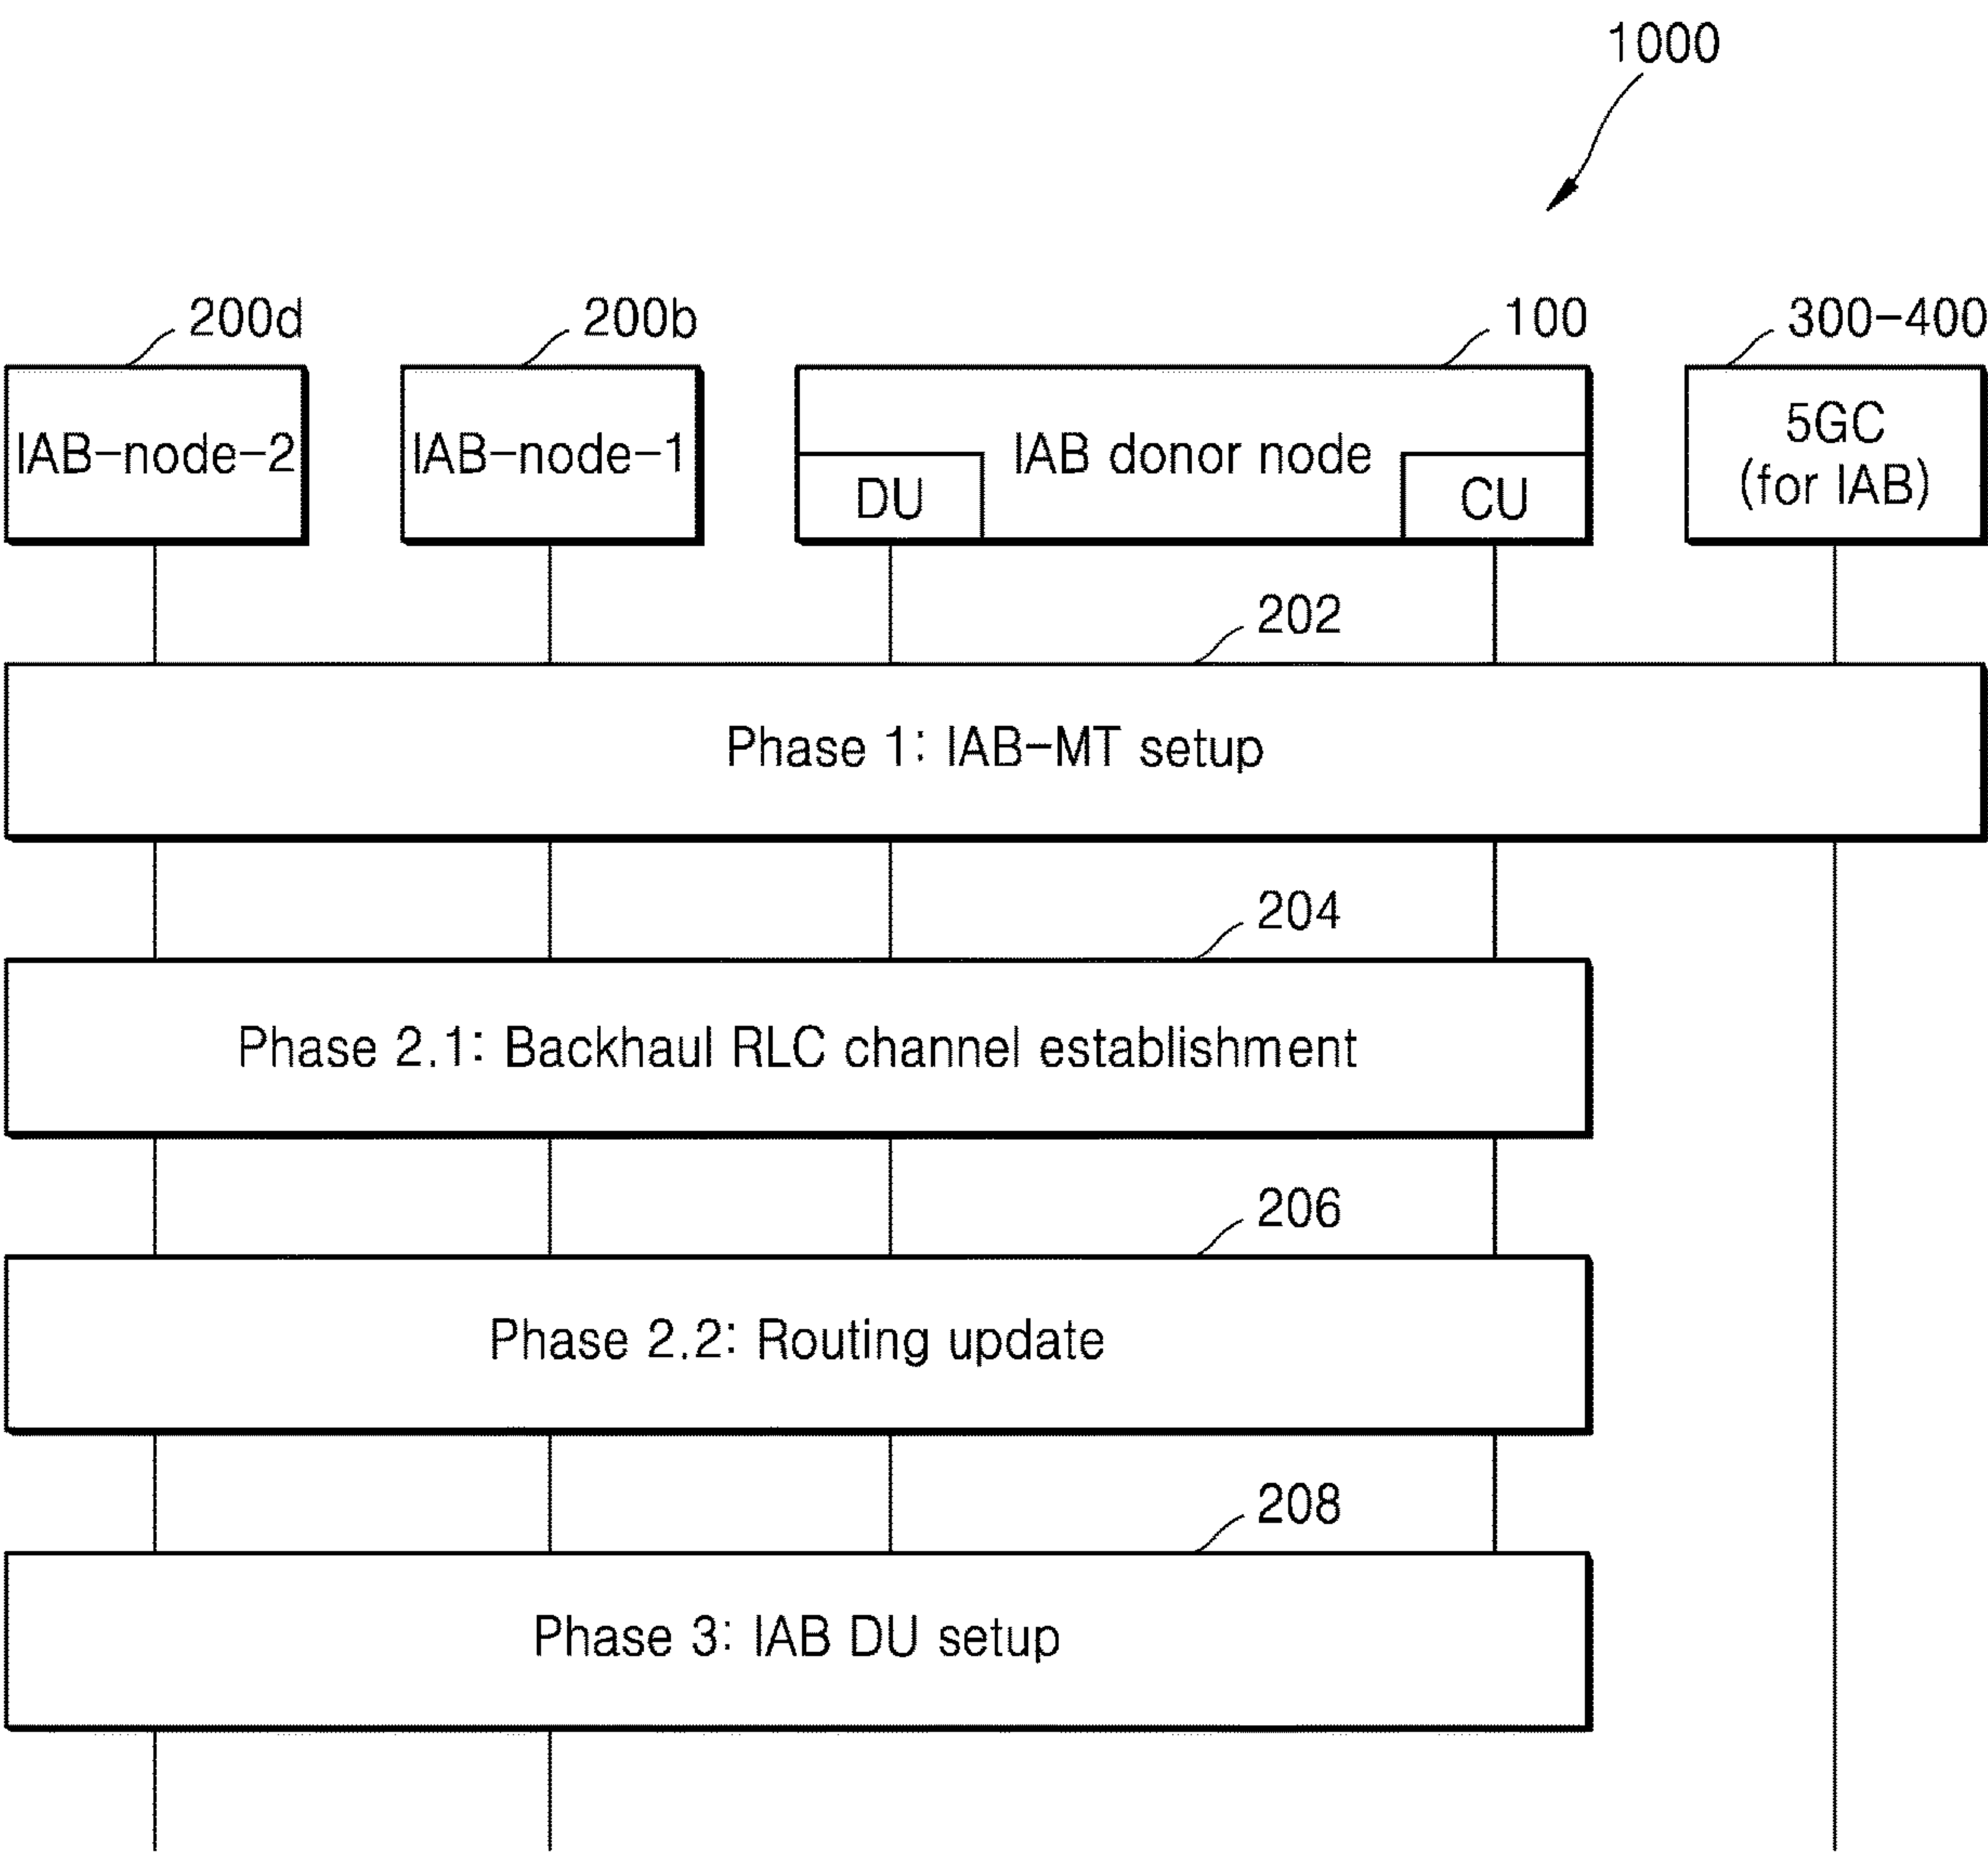 1000
200d
200b
100
300-400
IAB-node-2
IAB-node-1
IAB donor node
DU
CU
5GC
(for IAB)
202
Phase 1: IAB-MT setup
204
Phase 2.1: Backhaul RLC channel establishment
206
Phase 2.2: Routing update
208
Phase 3: IAB DU setup